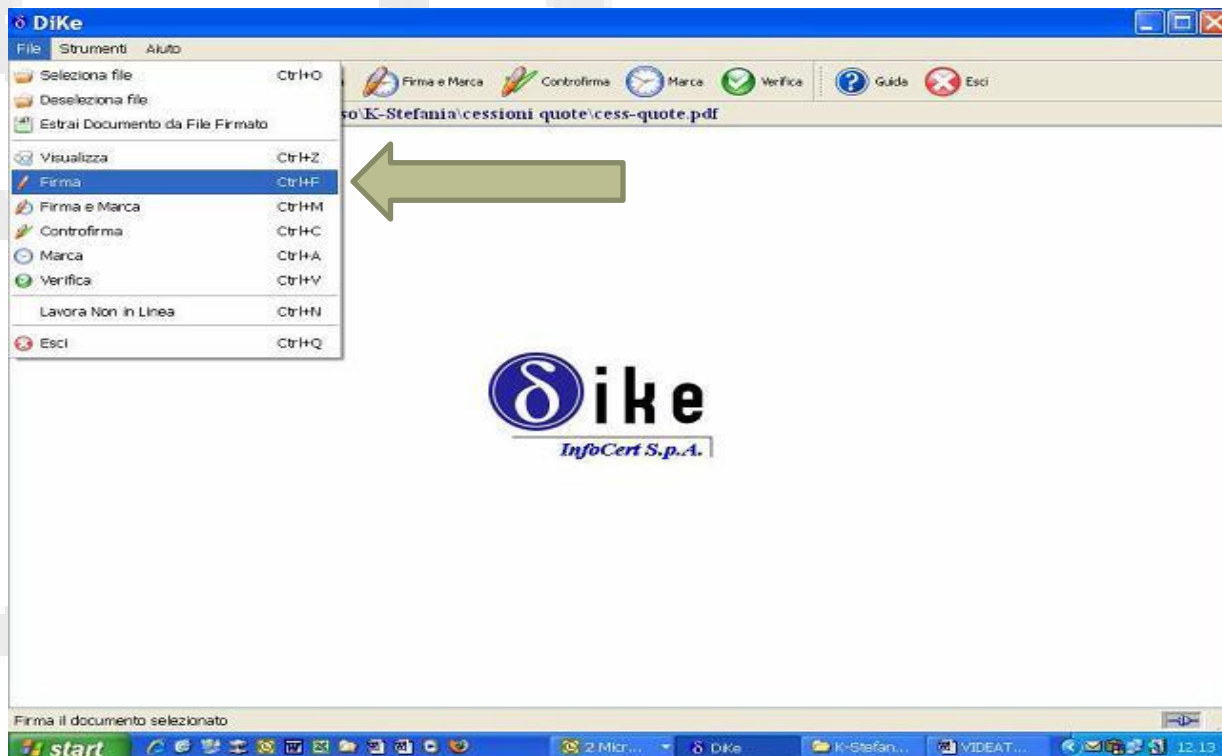 δ DiKe
File Strumenti Aiuto
Seleziona file Ctrl+O
Deseleziona file
Estrai Documento da File Firmato
Visualizza Ctrl+Z
Firma Ctrl+F
Firma e Marca Ctrl+M
Controfirma Ctrl+C
Marca Ctrl+A
Verifica Ctrl+V
Lavora Non in Linea Ctrl+N
Esci Ctrl+Q
Firma e Marca Controfirma Marca Verifica Guida Esci
so\K-Stefania\cessioni quote\cess-quote.pdf
δike
InfoCert S.p.A.
Firma il documento selezionato
start 2 Micr... δ DiKe K-Stefan... VIDEAT... 12.13